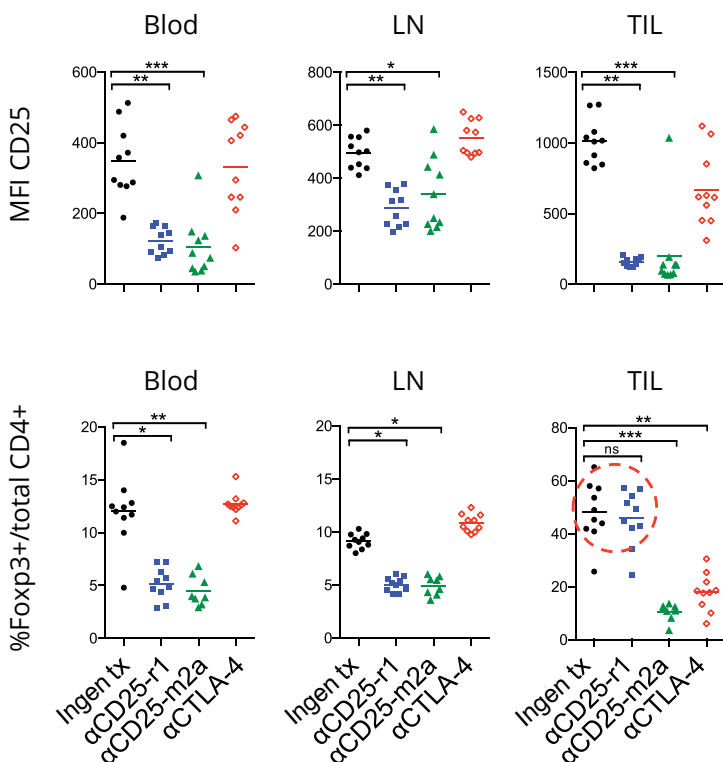 Blod LN TIL
MFI CD25
*** * ***
** ** **
600 800 1500
400 600 1000
200 400 500
0 200 0
0
Blod LN TIL
%Foxp3+/total CD4+
** * **
* * ***
ns
20 20 80
15 15 60
10 10 40
5 5 20
0 0 0
Ingen tx αCD25-r1 αCD25-m2a αCTLA-4
Ingen tx αCD25-r1 αCD25-m2a αCTLA-4
Ingen tx αCD25-r1 αCD25-m2a αCTLA-4